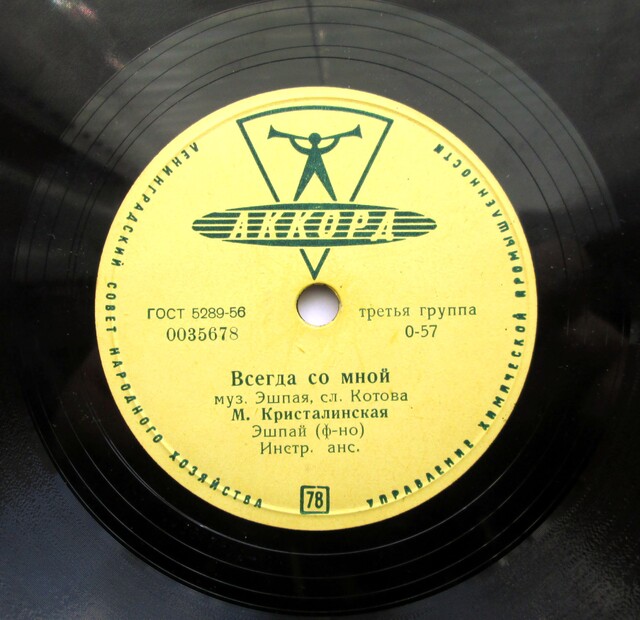 ЛЕНИНГРАДСКИЙ СОВЕТ НАРОДНОГО ХОЗЯЙСТВА
УПРАВЛЕНИЕ ХИМИЧЕСКОЙ ПРОМЫШЛЕННОСТИ
АККОРД
ГОСТ 5289-56
0035678
третья группа
0-57
Всегда со мной
муз. Эшпая, сл. Котова
М. Кристалинская
Эшпай (ф-но)
Инстр. анс.
78